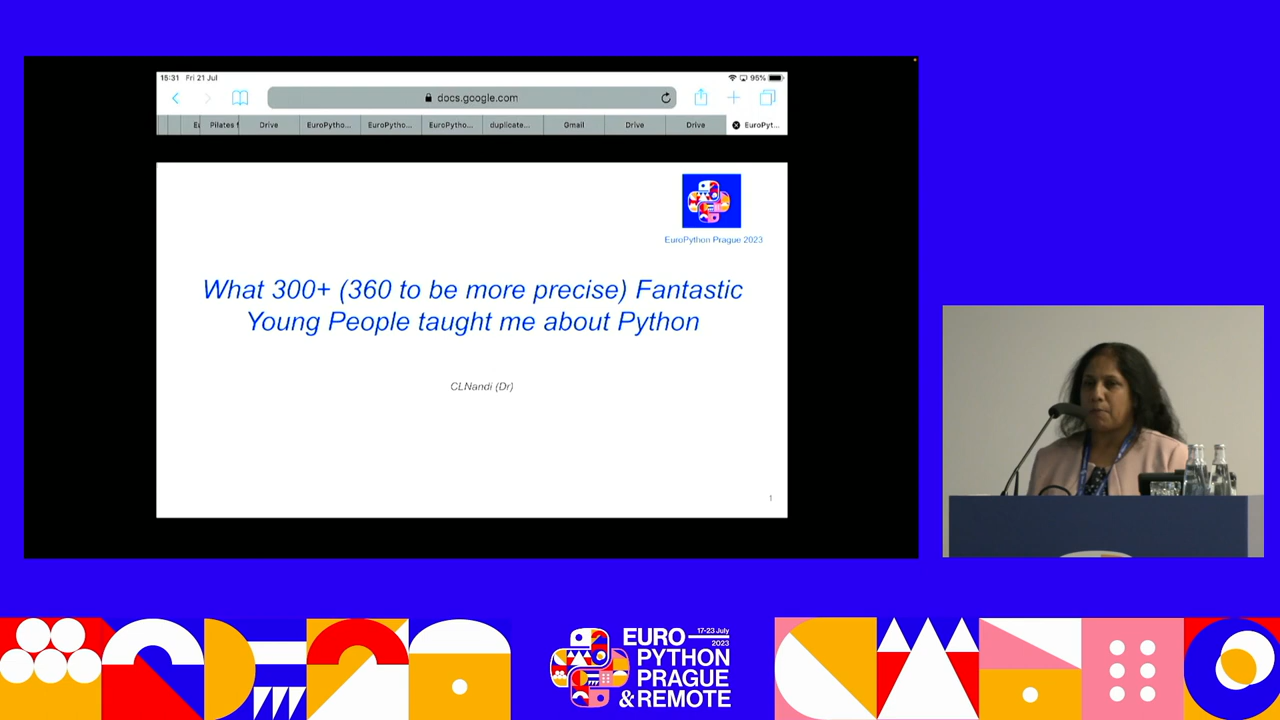 15:31 Fri 21 Jul
95%
docs.google.com
Pilates
Drive
EuroPytho...
EuroPytho...
EuroPytho...
duplicate...
Gmail
Drive
Drive
EuroPyt...
EuroPython Prague 2023
What 300+ (360 to be more precise) Fantastic
Young People taught me about Python
CLNandi (Dr)
1
EURO
17-23 July
2023
PYTHON
PRAGUE
& REMOTE